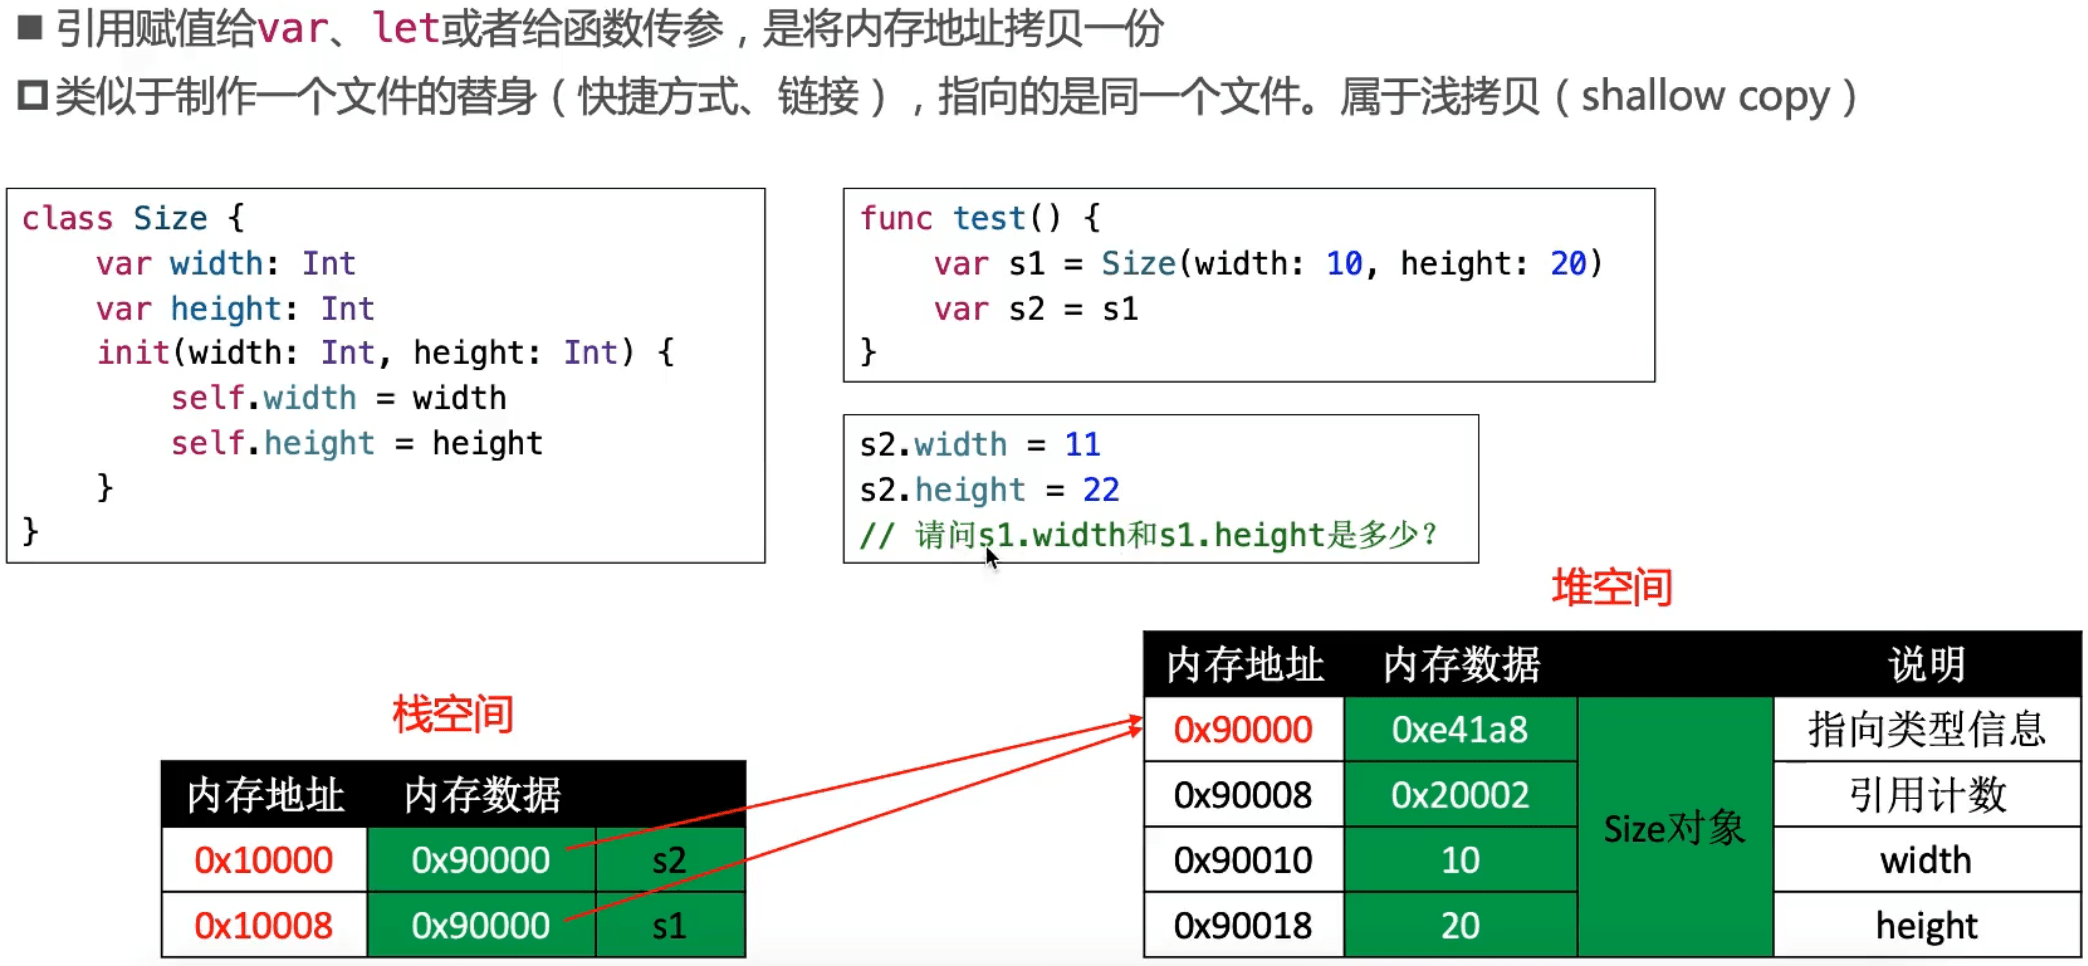 ■ 引用赋值给var、let或者给函数传参，是将内存地址拷贝一份
□ 类似于制作一个文件的替身（快捷方式、链接），指向的是同一个文件。属于浅拷贝（shallow copy）
class Size {
    var width: Int
    var height: Int
    init(width: Int, height: Int) {
        self.width = width
        self.height = height
    }
}
func test() {
    var s1 = Size(width: 10, height: 20)
    var s2 = s1
}
s2.width = 11
s2.height = 22
// 请问s1.width和s1.height是多少?
栈空间
内存地址 内存数据
0x10000 0x90000 s2
0x10008 0x90000 s1
堆空间
内存地址 内存数据 说明
0x90000 0xe41a8 指向类型信息
0x90008 0x20002 引用计数
Size对象
0x90010 10 width
0x90018 20 height